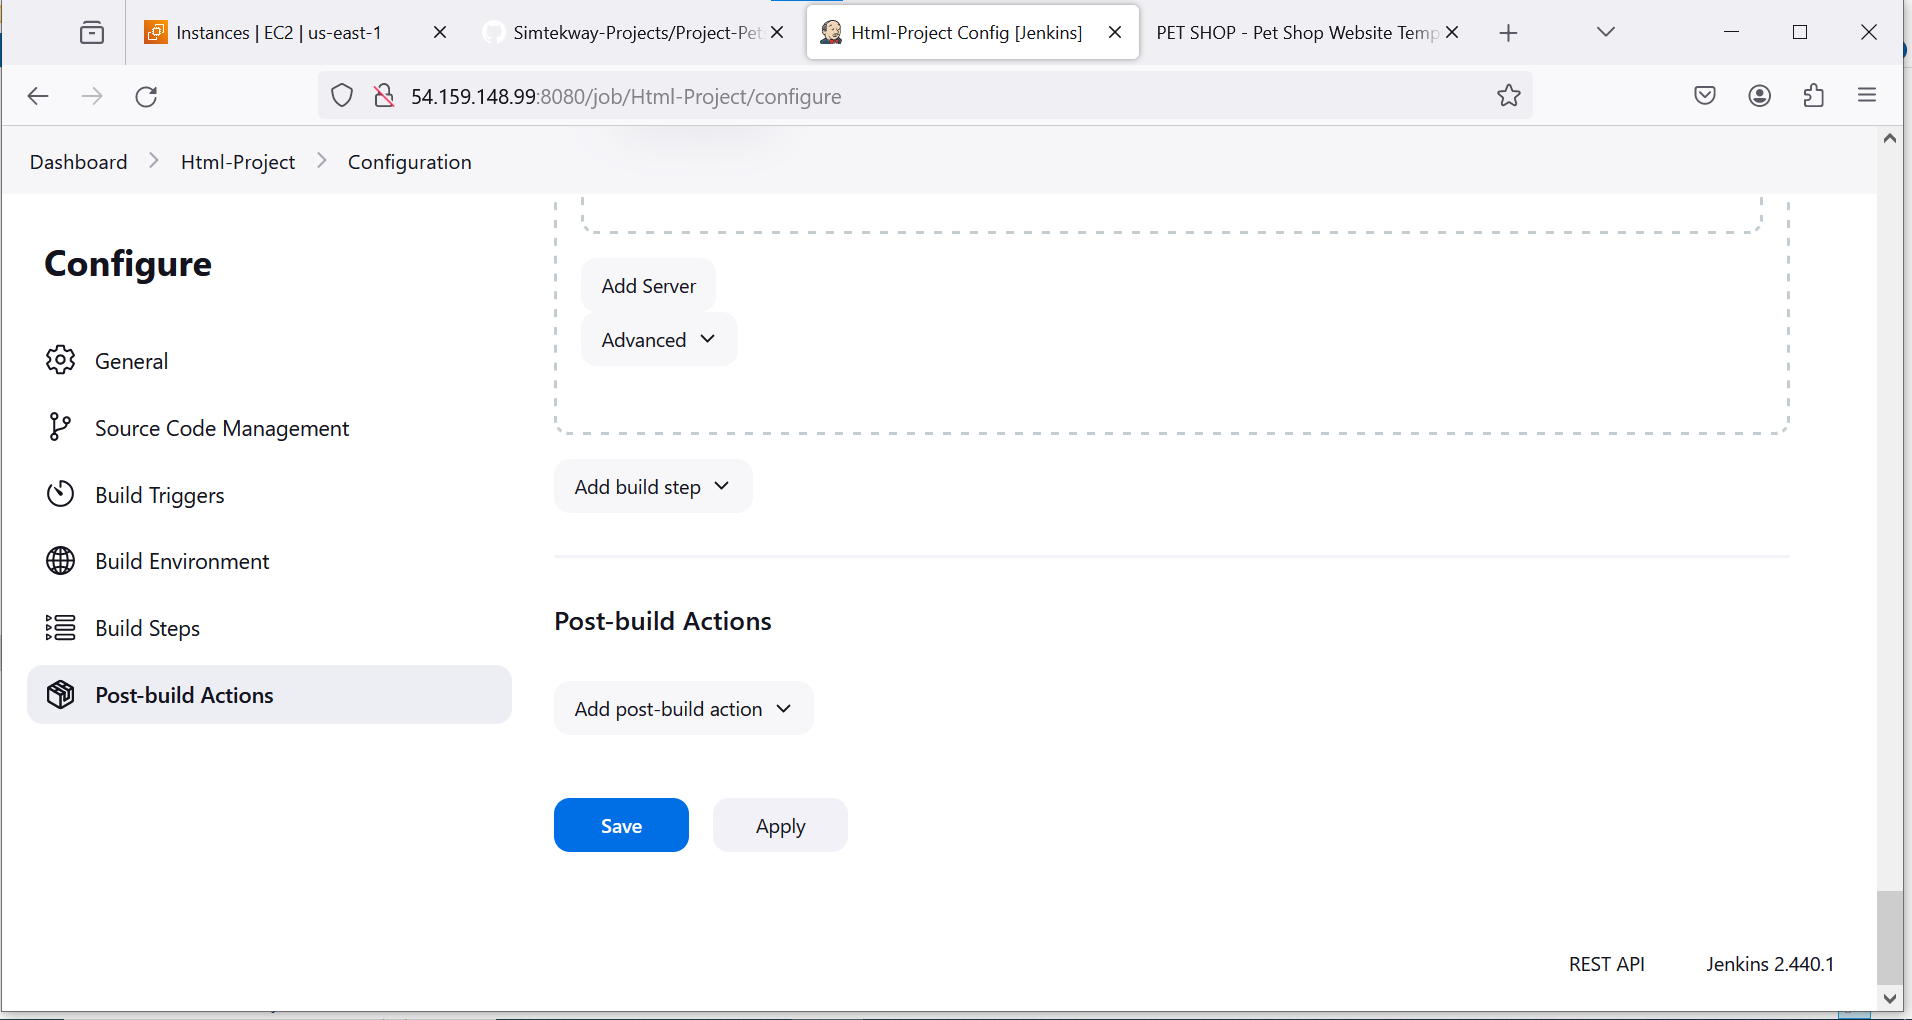 Instances | EC2 | us-east-1
Simtekway-Projects/Project-Pet
Html-Project Config [Jenkins]
PET SHOP - Pet Shop Website Temp
54.159.148.99:8080/job/Html-Project/configure
Dashboard
Html-Project
Configuration
Configure
General
Source Code Management
Build Triggers
Build Environment
Build Steps
Post-build Actions
Add Server
Advanced
Add build step
Post-build Actions
Add post-build action
Save
Apply
REST API
Jenkins 2.440.1